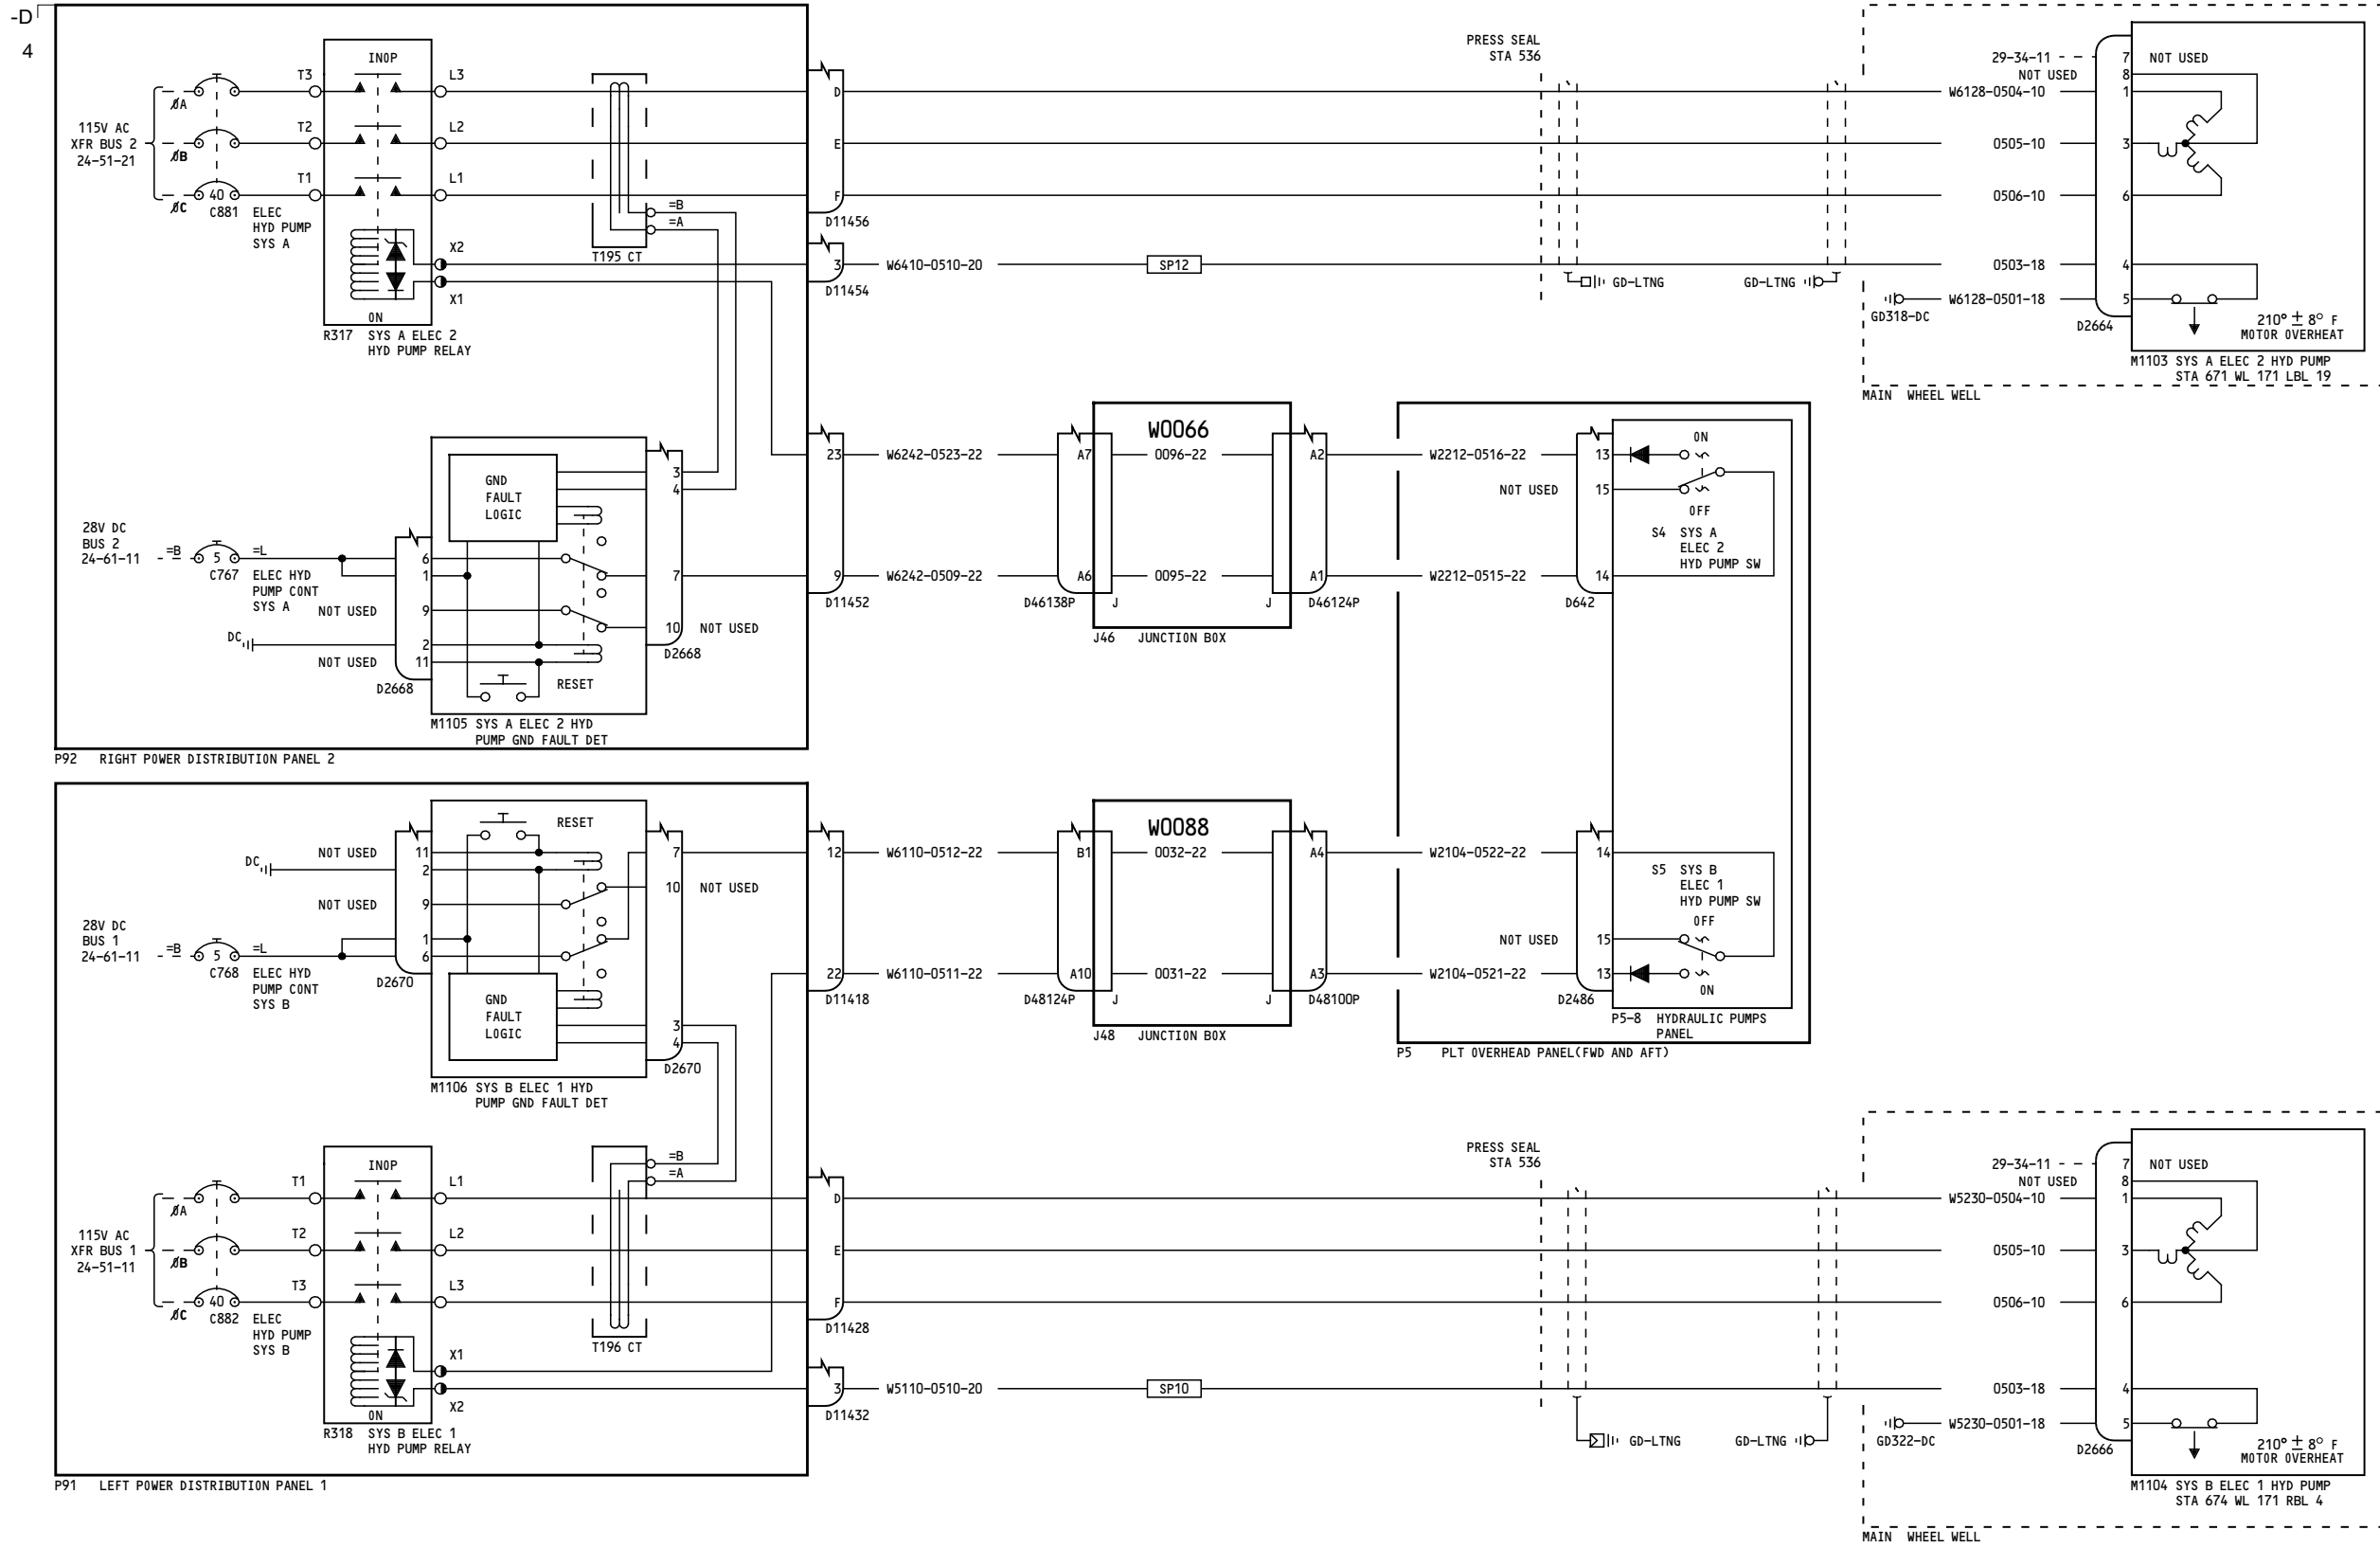 -D
4
INOP
T3
L3
ØA
115V AC
XFR BUS 2
24-51-21
T2
L2
ØB
T1
L1
40
ØC
C881
ELEC
HYD PUMP
SYS A
X2
X1
ON
R317 SYS A ELEC 2
HYD PUMP RELAY
=B
=A
T195 CT
D
E
F
D11456
3
D11454
W6410-0510-20
SP12
PRESS SEAL
STA 536
GD-LTNG
GD-LTNG
29-34-11
NOT USED
W6128-0504-10
0505-10
0506-10
0503-18
W6128-0501-18
GD318-DC
D2664
7
8
1
3
6
4
5
NOT USED
210° ± 8° F
MOTOR OVERHEAT
M1103 SYS A ELEC 2 HYD PUMP
STA 671 WL 171 LBL 19
MAIN WHEEL WELL
28V DC
BUS 2
24-61-11
=B
5
=L
C767
ELEC HYD
PUMP CONT
SYS A
NOT USED
DC
NOT USED
D2668
6
1
9
2
11
GND
FAULT
LOGIC
RESET
3
4
7
10
NOT USED
D2668
M1105 SYS A ELEC 2 HYD
PUMP GND FAULT DET
P92 RIGHT POWER DISTRIBUTION PANEL 2
23
9
D11452
W6242-0523-22
W6242-0509-22
A7
A6
D46138P
J
W0066
0096-22
0095-22
J
A2
A1
D46124P
J46 JUNCTION BOX
W2212-0516-22
NOT USED
W2212-0515-22
13
15
14
D642
ON
OFF
S4 SYS A
ELEC 2
HYD PUMP SW
RESET
NOT USED
DC
NOT USED
28V DC
BUS 1
24-61-11
=B
5
=L
C768
ELEC HYD
PUMP CONT
SYS B
D2670
11
2
9
1
6
GND
FAULT
LOGIC
7
10
NOT USED
3
4
D2670
M1106 SYS B ELEC 1 HYD
PUMP GND FAULT DET
12
22
D11418
W6110-0512-22
W6110-0511-22
B1
A10
D48124P
J
W0088
0032-22
0031-22
J
A4
A3
D48100P
J48 JUNCTION BOX
W2104-0522-22
NOT USED
W2104-0521-22
14
15
13
D2486
S5 SYS B
ELEC 1
HYD PUMP SW
OFF
ON
P5-8 HYDRAULIC PUMPS
PANEL
P5 PLT OVERHEAD PANEL(FWD AND AFT)
INOP
T1
L1
ØA
115V AC
XFR BUS 1
24-51-11
T2
L2
ØB
T3
L3
40
ØC
C882
ELEC
HYD PUMP
SYS B
X1
X2
ON
R318 SYS B ELEC 1
HYD PUMP RELAY
=B
=A
T196 CT
D
E
F
D11428
3
D11432
W5110-0510-20
SP10
PRESS SEAL
STA 536
GD-LTNG
GD-LTNG
29-34-11
NOT USED
W5230-0504-10
0505-10
0506-10
0503-18
W5230-0501-18
GD322-DC
D2666
7
8
1
3
6
4
5
NOT USED
210° ± 8° F
MOTOR OVERHEAT
M1104 SYS B ELEC 1 HYD PUMP
STA 674 WL 171 RBL 4
MAIN WHEEL WELL
P91 LEFT POWER DISTRIBUTION PANEL 1